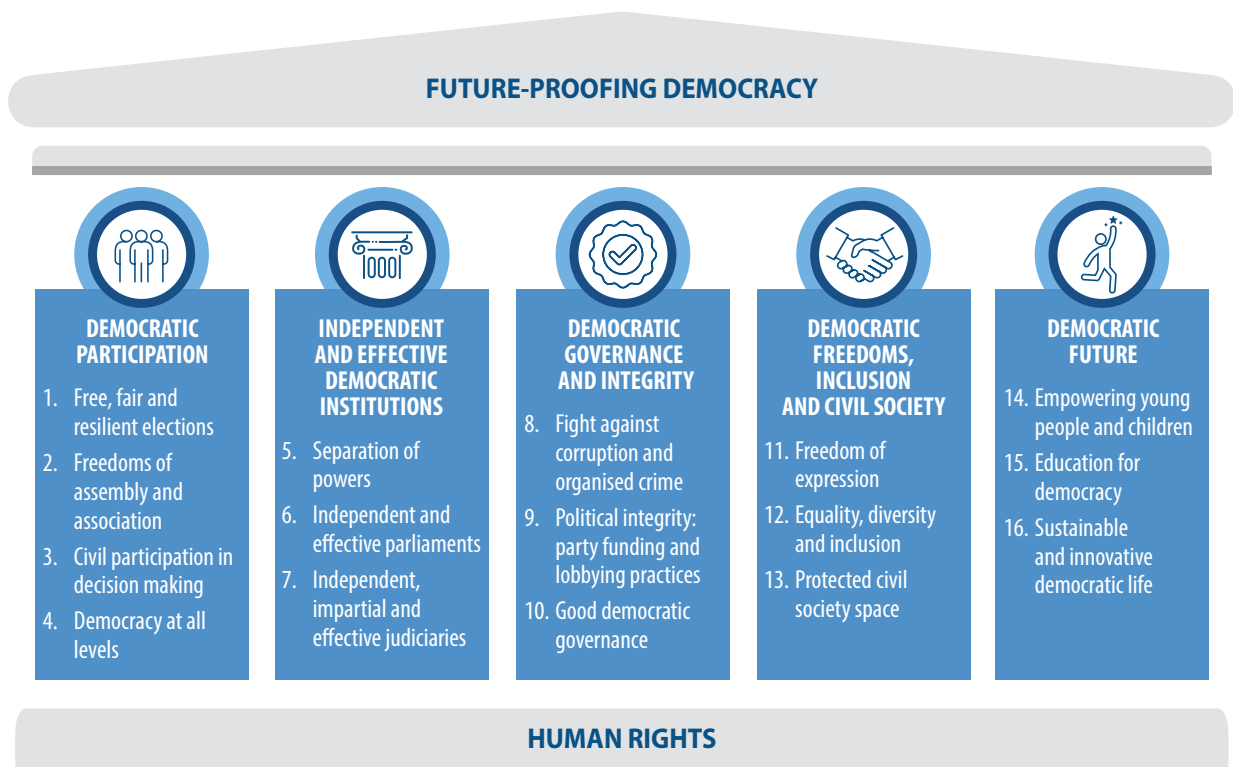 FUTURE-PROOFING DEMOCRACY
DEMOCRATIC
PARTICIPATION
1. Free, fair and
resilient elections
2. Freedoms of
assembly and
association
3. Civil participation in
decision making
4. Democracy at all
levels
INDEPENDENT
AND EFFECTIVE
DEMOCRATIC
INSTITUTIONS
5. Separation of
powers
6. Independent and
effective parliaments
7. Independent,
impartial and
effective judiciaries
DEMOCRATIC
GOVERNANCE
AND INTEGRITY
8. Fight against
corruption and
organised crime
9. Political integrity:
party funding and
lobbying practices
10. Good democratic
governance
DEMOCRATIC
FREEDOMS,
INCLUSION
AND CIVIL SOCIETY
11. Freedom of
expression
12. Equality, diversity
and inclusion
13. Protected civil
society space
DEMOCRATIC
FUTURE
14. Empowering young
people and children
15. Education for
democracy
16. Sustainable
and innovative
democratic life
HUMAN RIGHTS